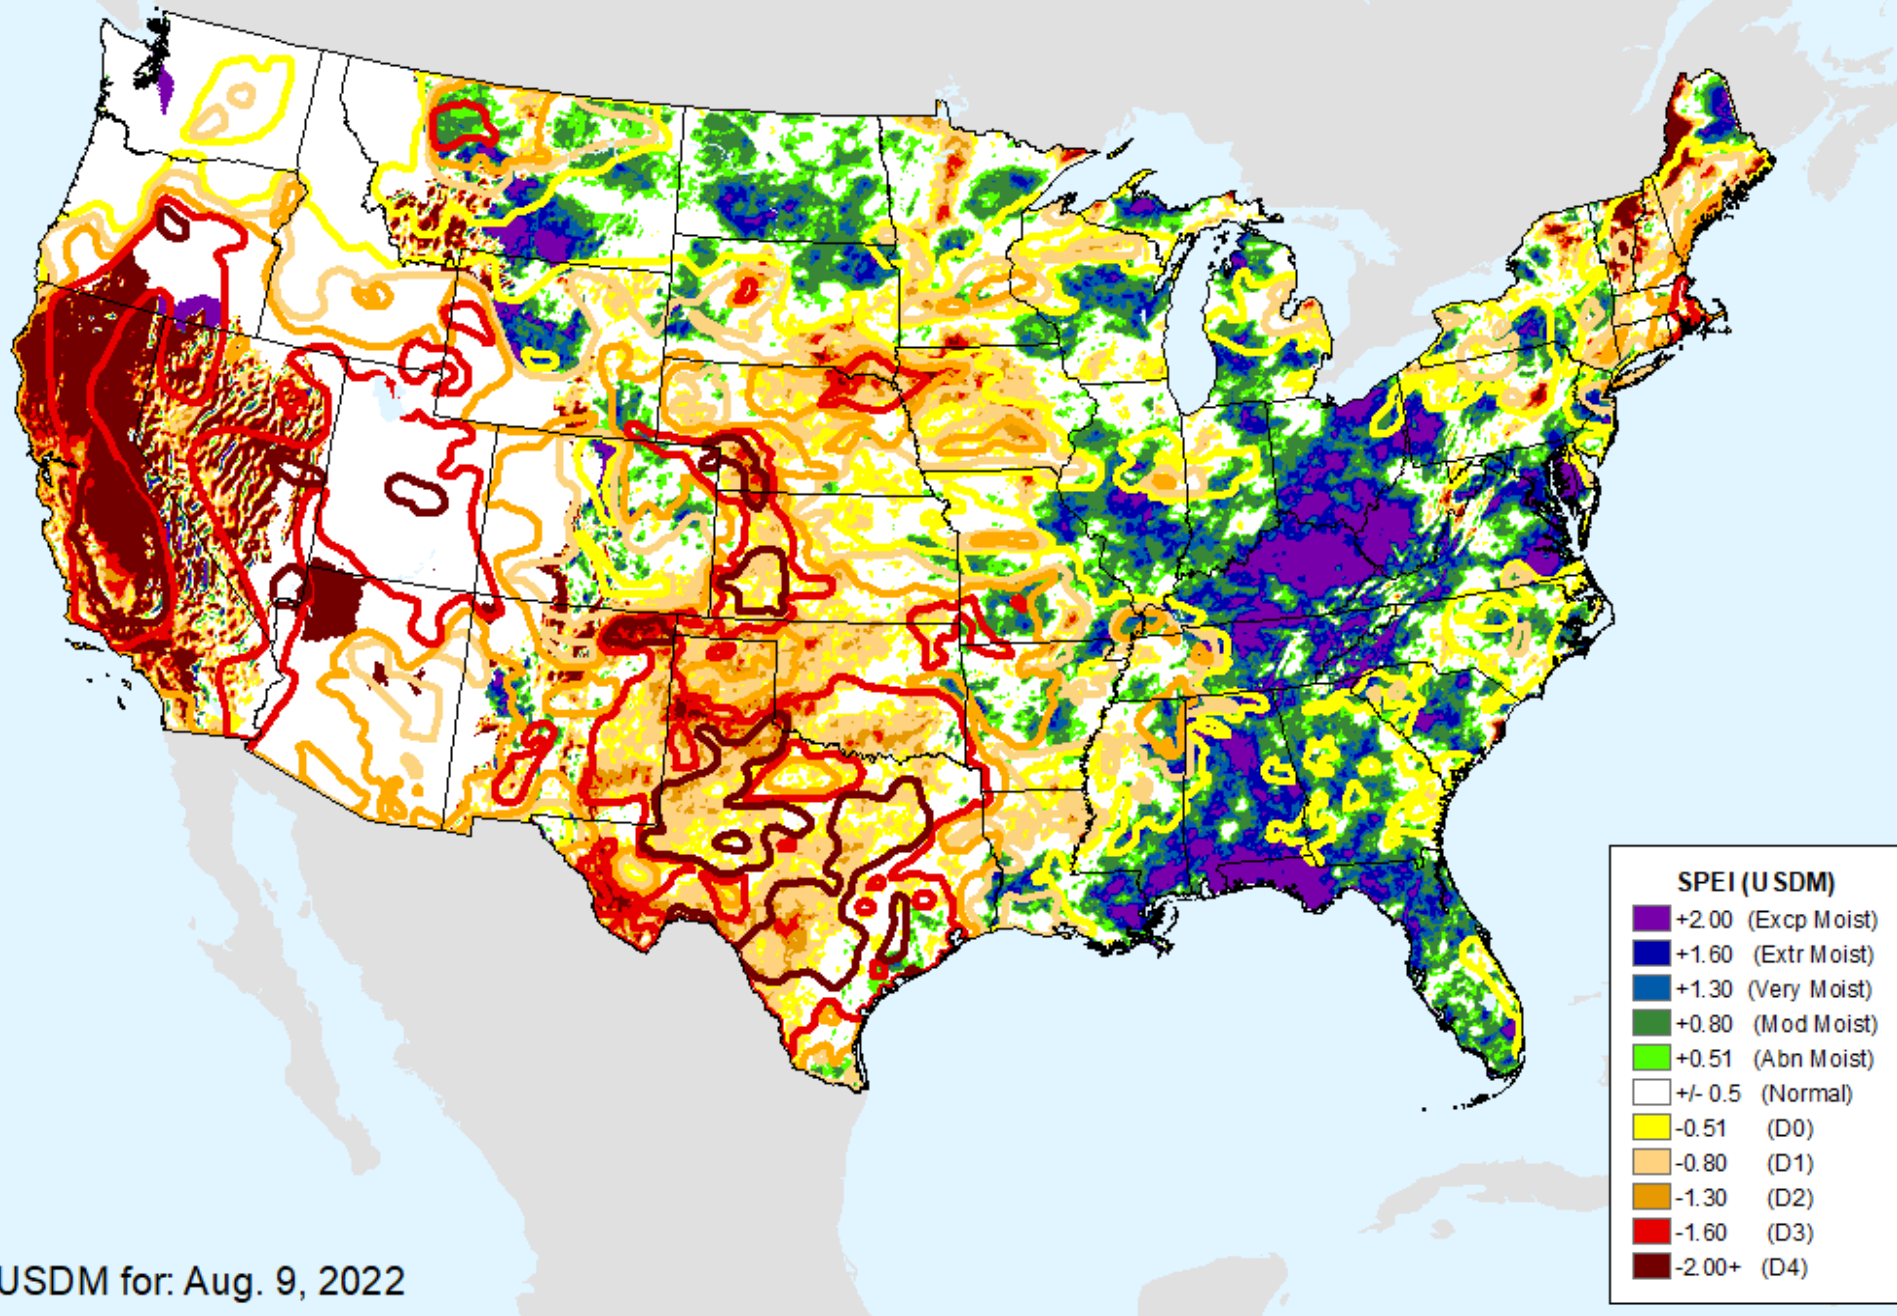 SPEI (USDM)
+2.00 (Excp Moist)
+1.60 (Extr Moist)
+1.30 (Very Moist)
+0.80 (Mod Moist)
+0.51 (Abn Moist)
+/- 0.5 (Normal)
-0.51 (D0)
-0.80 (D1)
-1.30 (D2)
-1.60 (D3)
-2.00+ (D4)
USDM for: Aug. 9, 2022